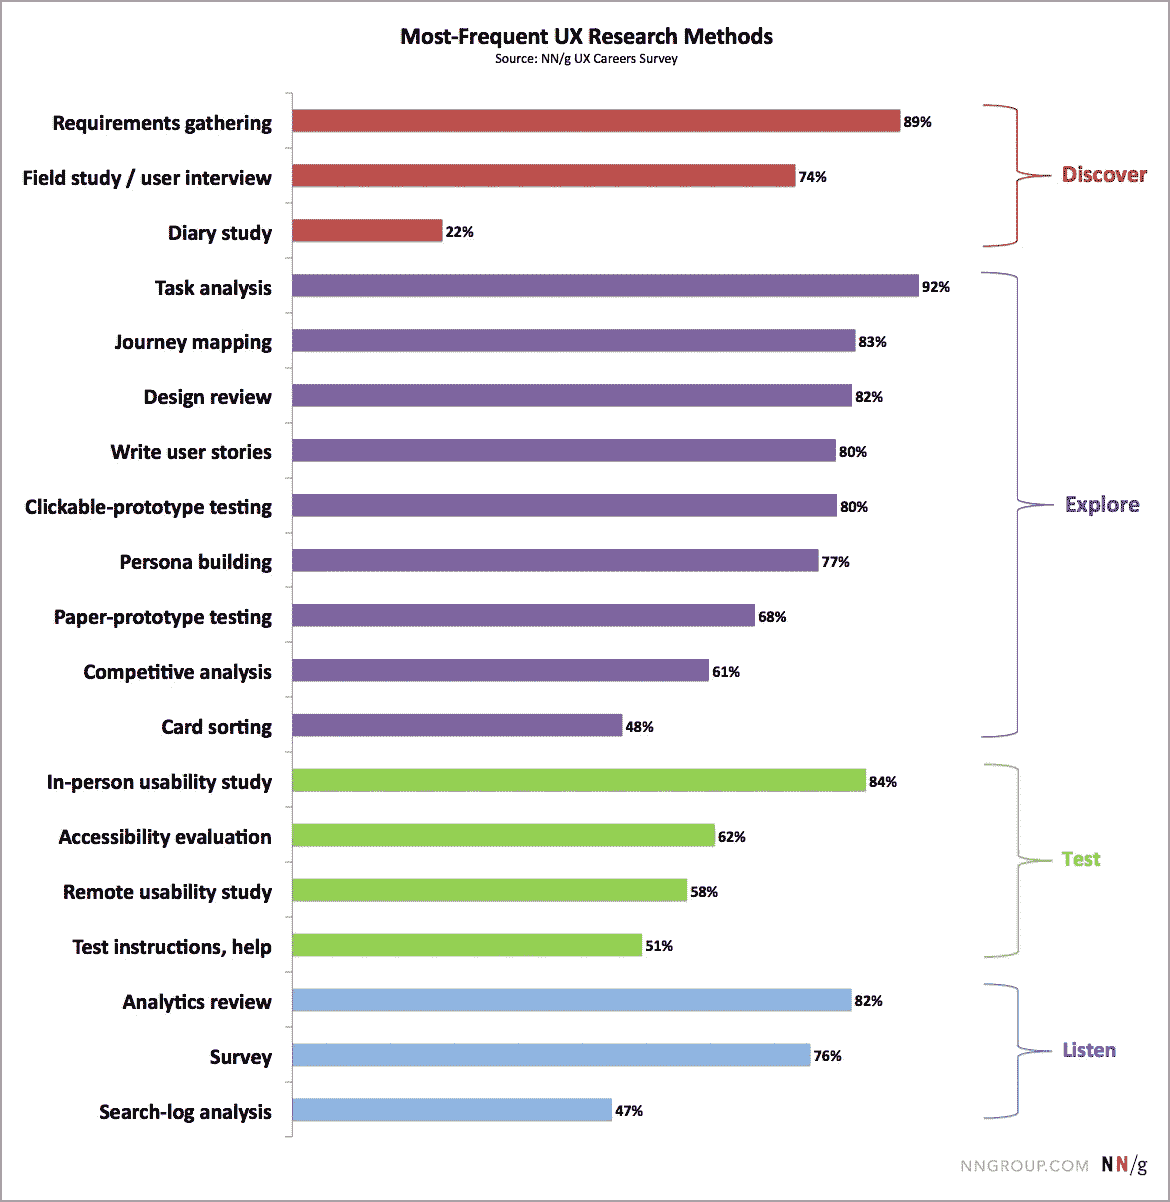 Most-Frequent UX Research Methods
Source: NN/g UX Careers Survey
Requirements gathering 89%
Field study / user interview 74%
Diary study 22%
Discover
Task analysis 92%
Journey mapping 83%
Design review 82%
Write user stories 80%
Clickable-prototype testing 80%
Persona building 77%
Paper-prototype testing 68%
Competitive analysis 61%
Card sorting 48%
Explore
In-person usability study 84%
Accessibility evaluation 62%
Remote usability study 58%
Test instructions, help 51%
Test
Analytics review 82%
Survey 76%
Search-log analysis 47%
Listen
NNGROUP.COM NN/g